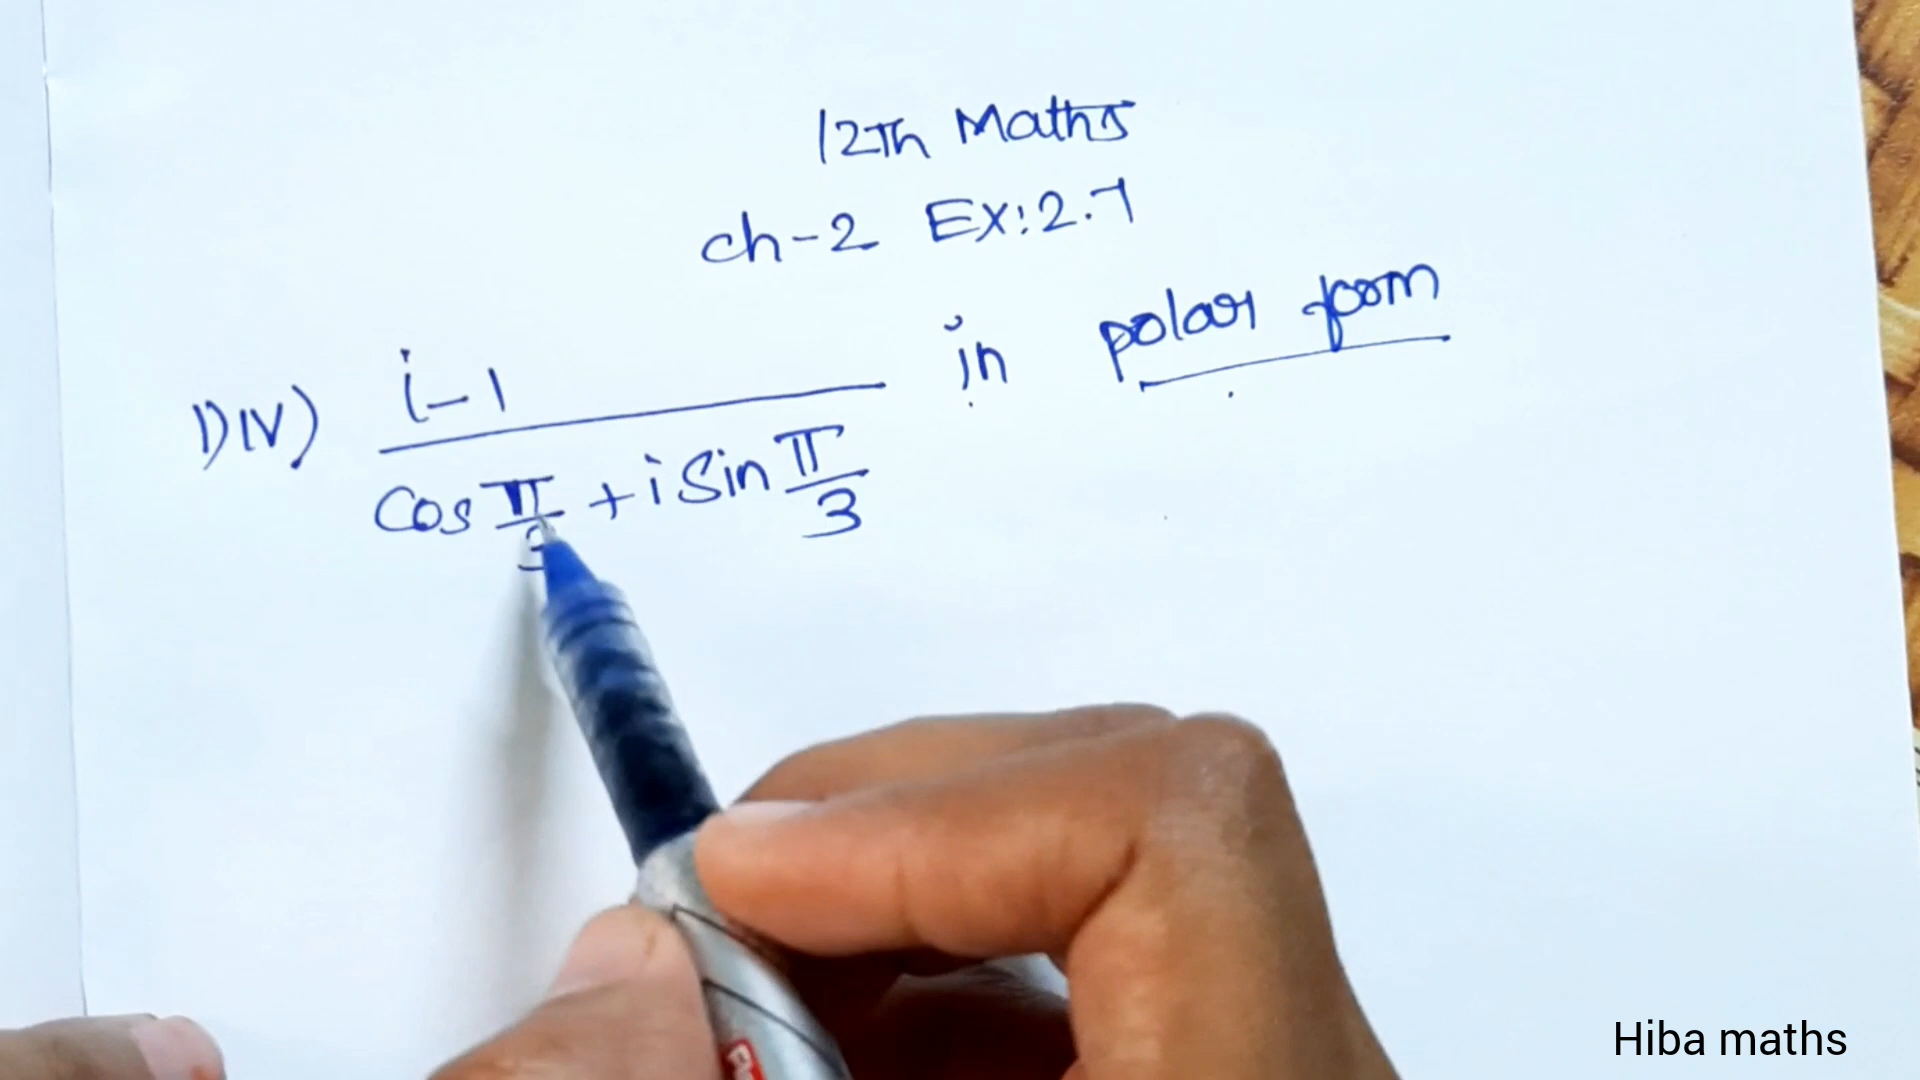 12Th Maths
ch-2 Ex:2.7
in polar form
1)iv) i-1
cos π/3 + i sin π/3
Hiba maths